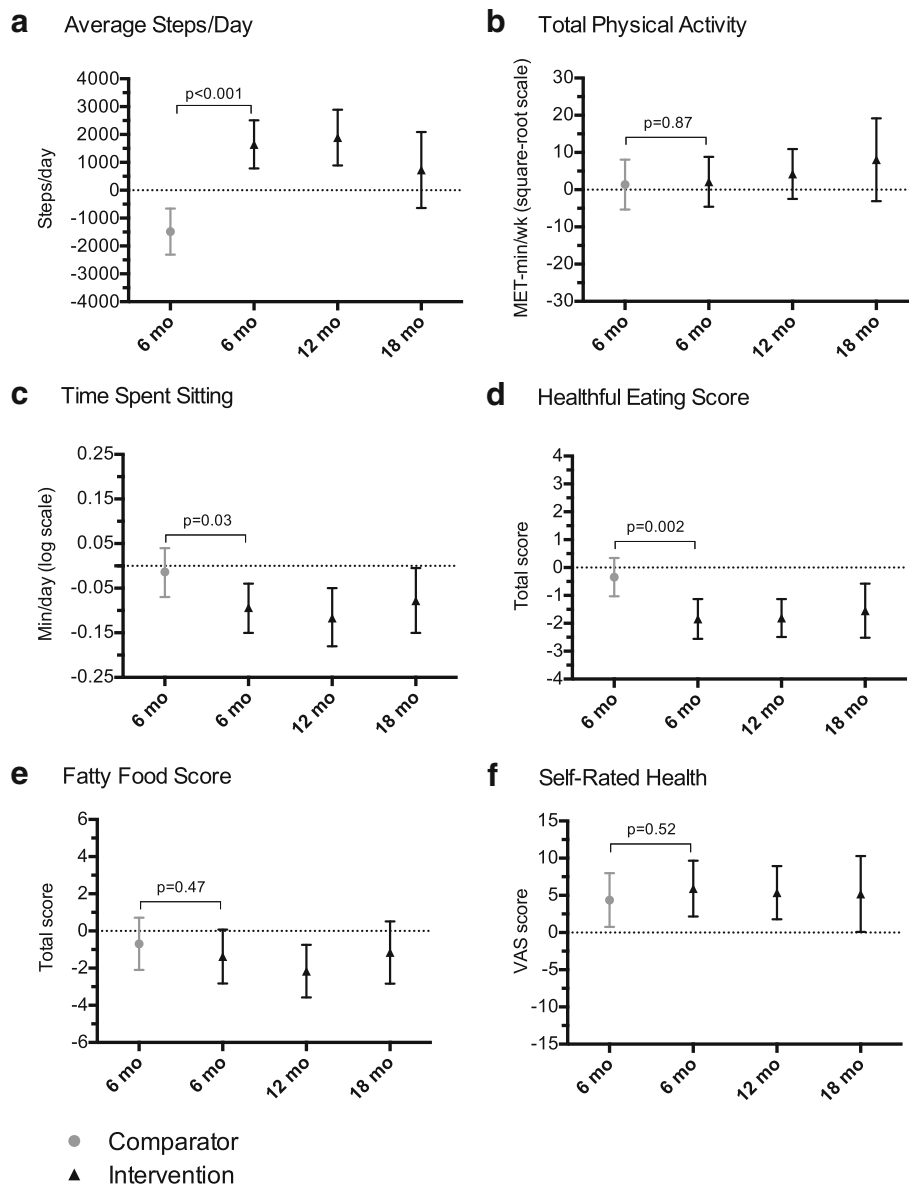 a Average Steps/Day
Steps/day
4000
3000
2000
1000
0
-1000
-2000
-3000
-4000
p<0.001
6 mo 6 mo 12 mo 18 mo
b Total Physical Activity
MET-min/wk (square-root scale)
30
20
10
0
-10
-20
-30
p=0.87
6 mo 6 mo 12 mo 18 mo
c Time Spent Sitting
Min/day (log scale)
0.25
0.15
0.05
-0.05
-0.15
-0.25
p=0.03
6 mo 6 mo 12 mo 18 mo
d Healthful Eating Score
Total score
4
3
2
1
0
-1
-2
-3
-4
p=0.002
6 mo 6 mo 12 mo 18 mo
e Fatty Food Score
Total score
6
4
2
0
-2
-4
-6
p=0.47
6 mo 6 mo 12 mo 18 mo
f Self-Rated Health
VAS score
15
10
5
0
-5
-10
-15
p=0.52
6 mo 6 mo 12 mo 18 mo
Comparator
Intervention